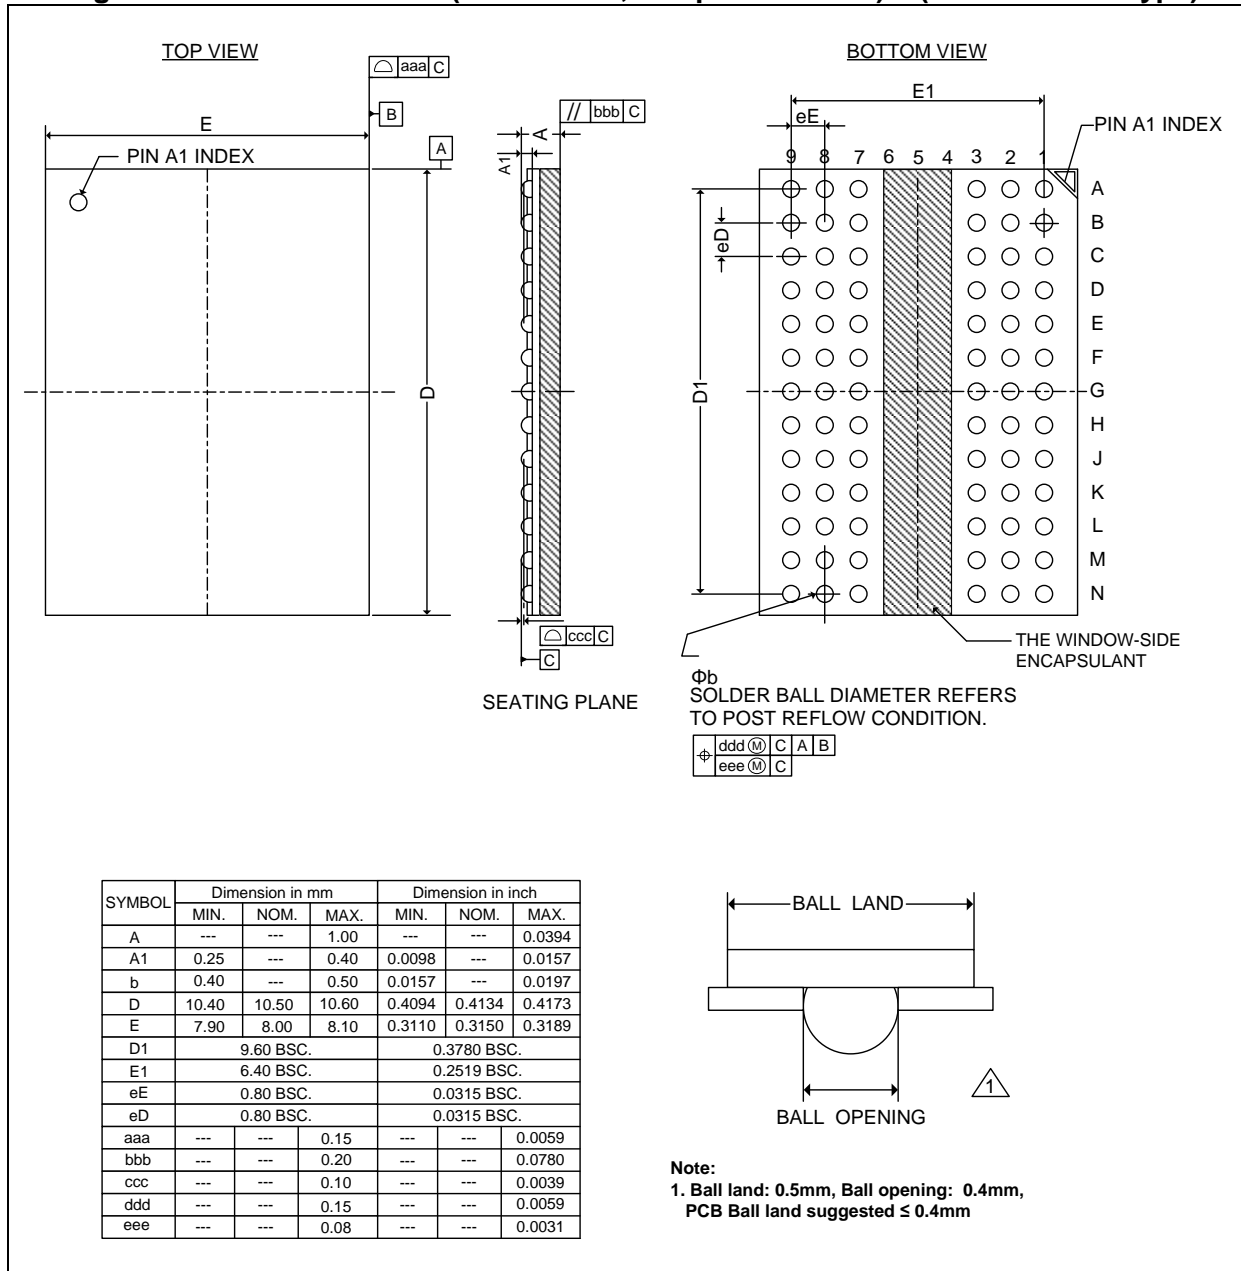 TOP VIEW
aaa C
B
E
PIN A1 INDEX
A
D
// bbb C
A
A1
ccc C
C
SEATING PLANE
BOTTOM VIEW
E1
eE
PIN A1 INDEX
9 8 7 6 5 4 3 2 1
A
B
C
D
E
F
G
H
J
K
L
M
N
eD
D1
THE WINDOW-SIDE
ENCAPSULANT
Φb
SOLDER BALL DIAMETER REFERS
TO POST REFLOW CONDITION.
⌖ ddd Ⓜ C A B
eee Ⓜ C
SYMBOL Dimension in mm Dimension in inch
MIN. NOM. MAX. MIN. NOM. MAX.
A --- --- 1.00 --- --- 0.0394
A1 0.25 --- 0.40 0.0098 --- 0.0157
b 0.40 --- 0.50 0.0157 --- 0.0197
D 10.40 10.50 10.60 0.4094 0.4134 0.4173
E 7.90 8.00 8.10 0.3110 0.3150 0.3189
D1 9.60 BSC. 0.3780 BSC.
E1 6.40 BSC. 0.2519 BSC.
eE 0.80 BSC. 0.0315 BSC.
eD 0.80 BSC. 0.0315 BSC.
aaa --- --- 0.15 --- --- 0.0059
bbb --- --- 0.20 --- --- 0.0780
ccc --- --- 0.10 --- --- 0.0039
ddd --- --- 0.15 --- --- 0.0059
eee --- --- 0.08 --- --- 0.0031
BALL LAND
1
BALL OPENING
Note:
1. Ball land: 0.5mm, Ball opening: 0.4mm,
PCB Ball land suggested ≤ 0.4mm